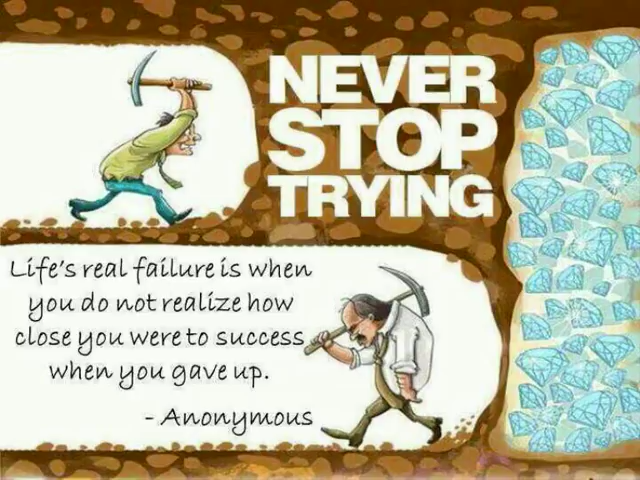 NEVER
STOP
TRYING
Life's real failure is when
you do not realize how
close you were to success
when you gave up.
- Anonymous